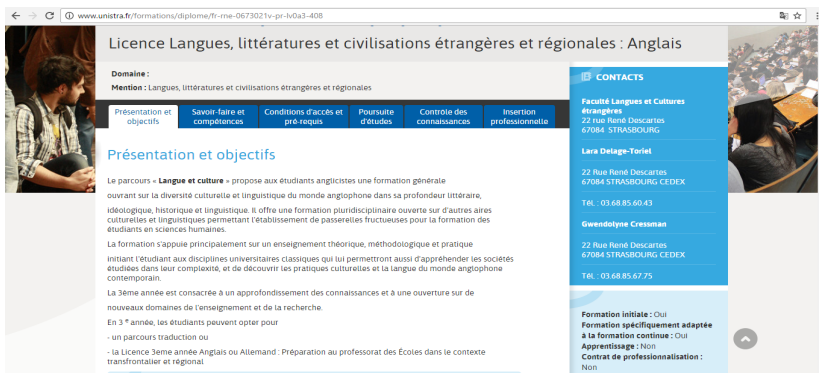 www.unistra.fr/formations/diplome/fr-rne-0673021v-pr-lv0a3-408
Licence Langues, littératures et civilisations étrangères et régionales : Anglais
Domaine :
Mention : Langues, littératures et civilisations étrangères et régionales
Présentation et objectifs
Savoir-faire et compétences
Conditions d'accès et pré-requis
Poursuite d'études
Contrôle des connaissances
Insertion professionnelle
Présentation et objectifs
Le parcours « Langue et culture » propose aux étudiants anglicistes une formation générale
ouvrant sur la diversité culturelle et linguistique du monde anglophone dans sa profondeur littéraire,
idéologique, historique et linguistique. Il offre une formation pluridisciplinaire ouverte sur d'autres aires
culturelles et linguistiques permettant l'établissement de passerelles fructueuses pour la formation des
étudiants en sciences humaines.
La formation s'appuie principalement sur un enseignement théorique, méthodologique et pratique
initiant l'étudiant aux disciplines universitaires classiques qui lui permettront aussi d'appréhender les sociétés
étudiées dans leur complexité, et de découvrir les pratiques culturelles et la langue du monde anglophone
contemporain.
La 3ème année est consacrée à un approfondissement des connaissances et à une ouverture sur de
nouveaux domaines de l'enseignement et de la recherche.
En 3 e année, les étudiants peuvent opter pour
- un parcours traduction ou
- la Licence 3eme année Anglais ou Allemand : Préparation au professorat des Écoles dans le contexte
transfrontalier et régional
CONTACTS
Faculté Langues et Cultures
étrangères
22 rue René Descartes
67084 STRASBOURG
Lara Delage-Toriel
22 Rue René Descartes
67084 STRASBOURG CEDEX
Tél. : 03.68.85.60.43
Gwendolyne Cressman
22 Rue René Descartes
67084 STRASBOURG CEDEX
Tél. : 03.68.85.67.75
Formation initiale : Oui
Formation spécifiquement adaptée
à la formation continue : Oui
Apprentissage : Non
Contrat de professionnalisation :
Non